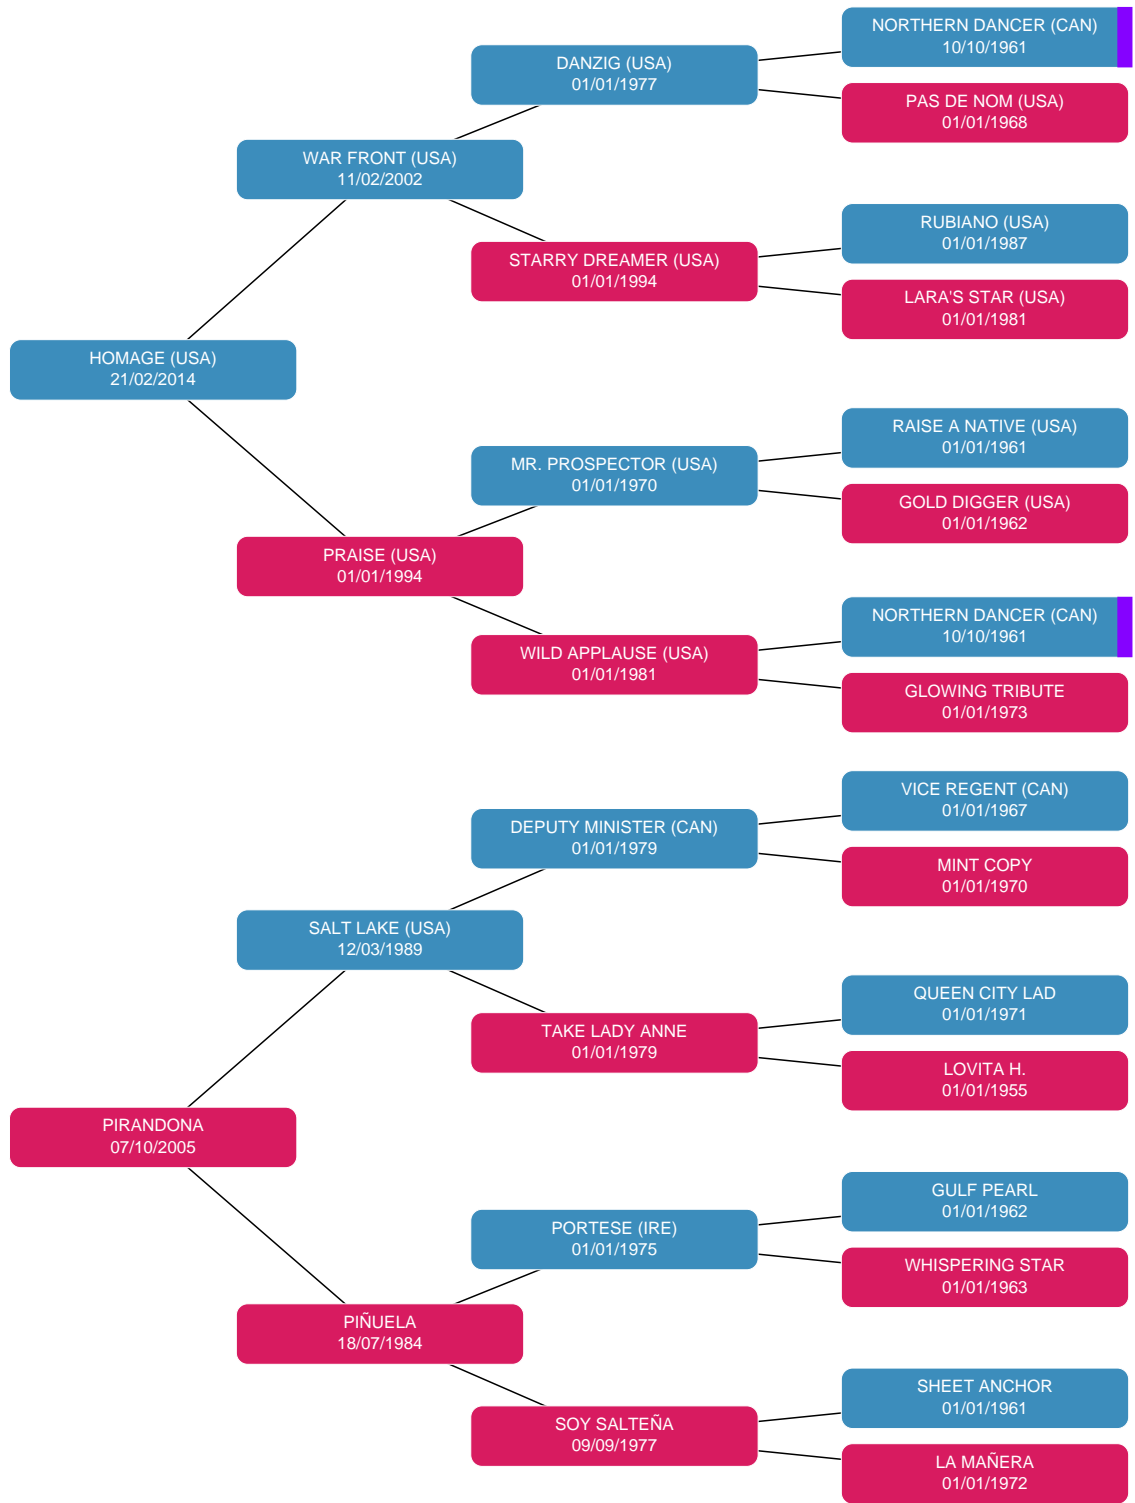 NORTHERN DANCER (CAN)
10/10/1961
DANZIG (USA)
01/01/1977
PAS DE NOM (USA)
01/01/1968
WAR FRONT (USA)
11/02/2002
RUBIANO (USA)
01/01/1987
STARRY DREAMER (USA)
01/01/1994
LARA'S STAR (USA)
01/01/1981
HOMAGE (USA)
21/02/2014
RAISE A NATIVE (USA)
01/01/1961
MR. PROSPECTOR (USA)
01/01/1970
GOLD DIGGER (USA)
01/01/1962
PRAISE (USA)
01/01/1994
NORTHERN DANCER (CAN)
10/10/1961
WILD APPLAUSE (USA)
01/01/1981
GLOWING TRIBUTE
01/01/1973
VICE REGENT (CAN)
01/01/1967
DEPUTY MINISTER (CAN)
01/01/1979
MINT COPY
01/01/1970
SALT LAKE (USA)
12/03/1989
QUEEN CITY LAD
01/01/1971
TAKE LADY ANNE
01/01/1979
LOVITA H.
01/01/1955
PIRANDONA
07/10/2005
GULF PEARL
01/01/1962
PORTESE (IRE)
01/01/1975
WHISPERING STAR
01/01/1963
PIÑUELA
18/07/1984
SHEET ANCHOR
01/01/1961
SOY SALTEÑA
09/09/1977
LA MAÑERA
01/01/1972